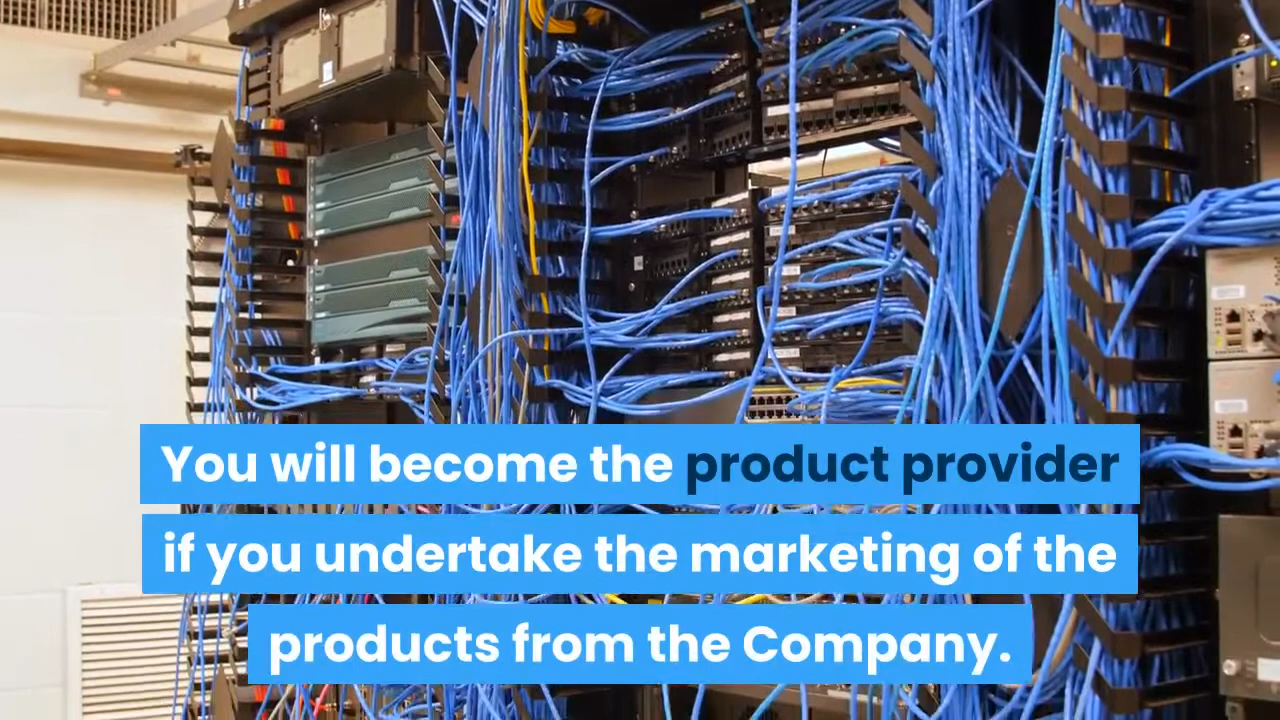 You will become the product provider
if you undertake the marketing of the
products from the Company.